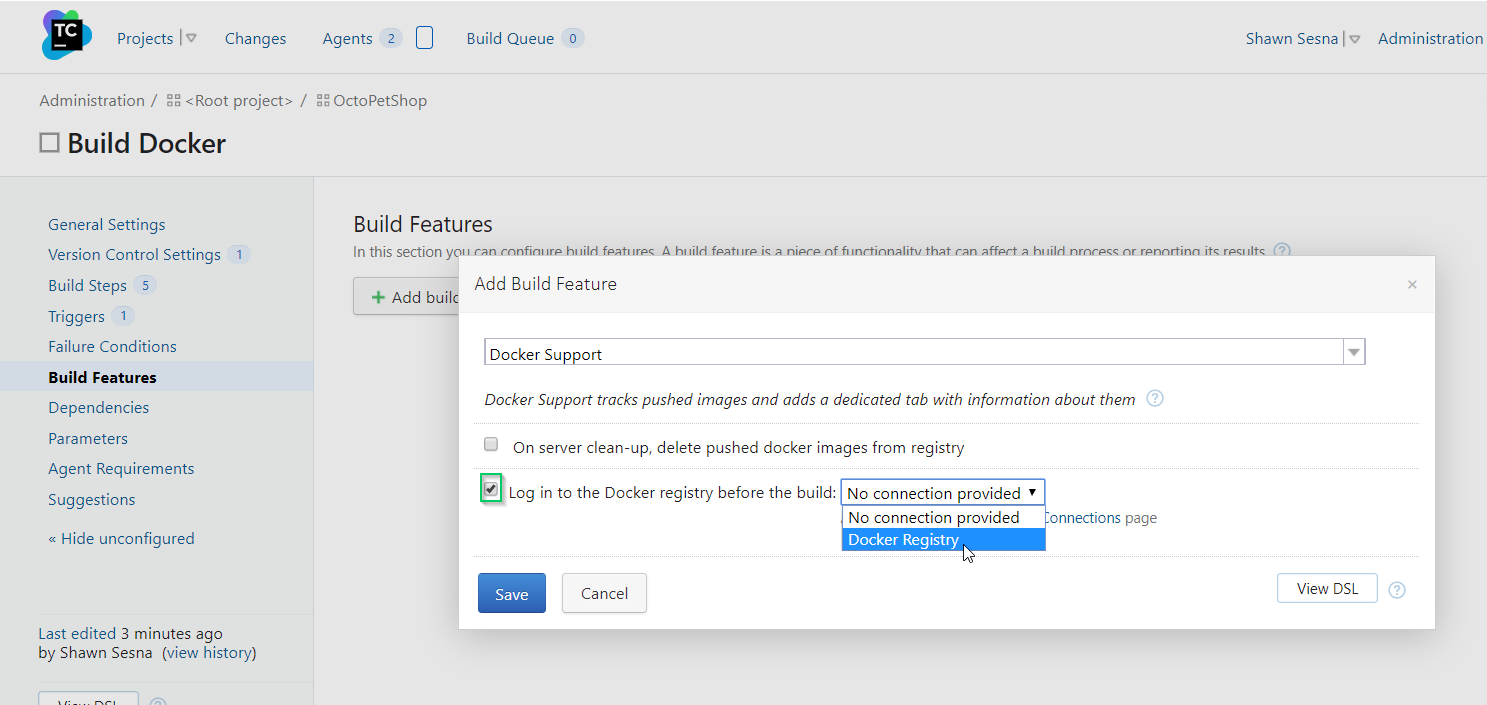 TC
Projects
Changes
Agents 2
Build Queue 0
Shawn Sesna
Administration
Administration / <Root project> / OctoPetShop
Build Docker
General Settings
Version Control Settings 1
Build Steps 5
Triggers 1
Failure Conditions
Build Features
Dependencies
Parameters
Agent Requirements
Suggestions
« Hide unconfigured
Last edited 3 minutes ago
by Shawn Sesna (view history)
View DSL
?
Build Features
In this section you can configure build features. A build feature is a piece of functionality that can affect a build process or reporting its results. ?
+ Add build
Add Build Feature ×
Docker Support
Docker Support tracks pushed images and adds a dedicated tab with information about them ?
On server clean-up, delete pushed docker images from registry
Log in to the Docker registry before the build: No connection provided
No connection provided
Connections page
Docker Registry
Save
Cancel
View DSL ?